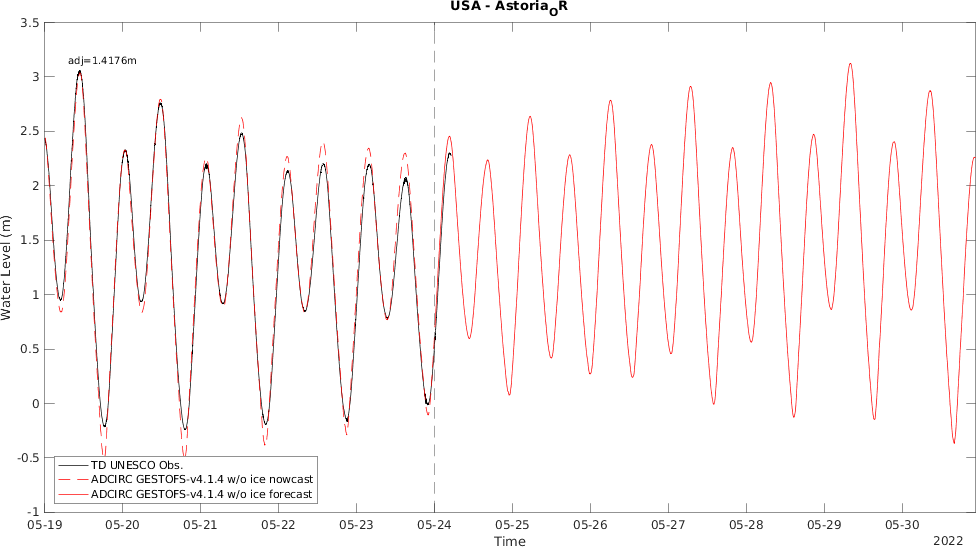 USA - AstoriaOR
adj=1.4176m
3.5
3
2.5
2
1.5
1
0.5
0
-0.5
-1
Water Level (m)
TD UNESCO Obs.
ADCIRC GESTOFS-v4.1.4 w/o ice nowcast
ADCIRC GESTOFS-v4.1.4 w/o ice forecast
05-19 05-20 05-21 05-22 05-23 05-24 05-25 05-26 05-27 05-28 05-29 05-30
Time
2022